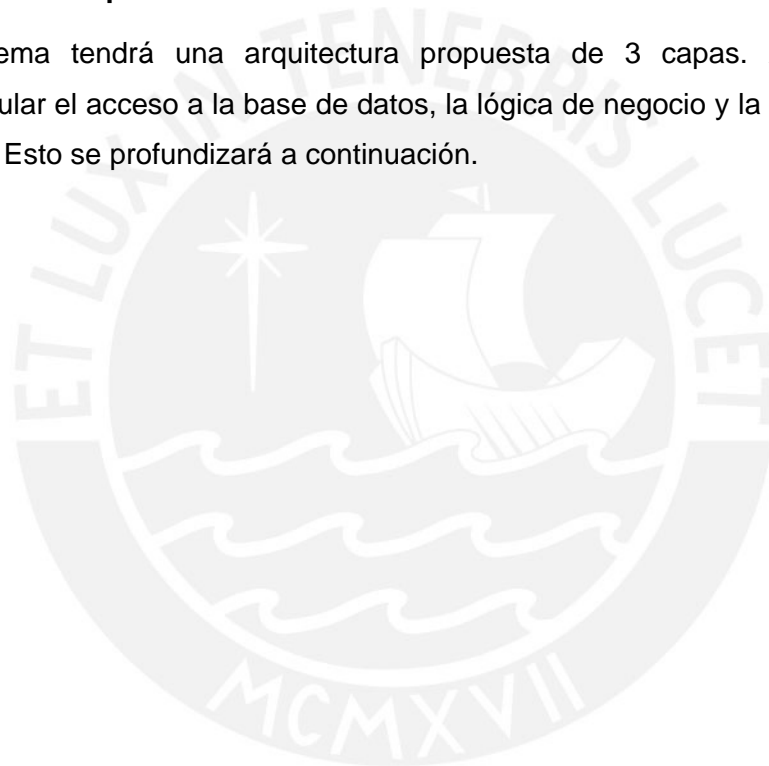 ema tendrá una arquitectura propuesta de 3 capas.
ular el acceso a la base de datos, la lógica de negocio y la
Esto se profundizará a continuación.
ET LUX IN TENEBRIS LUCET
MCMXVII